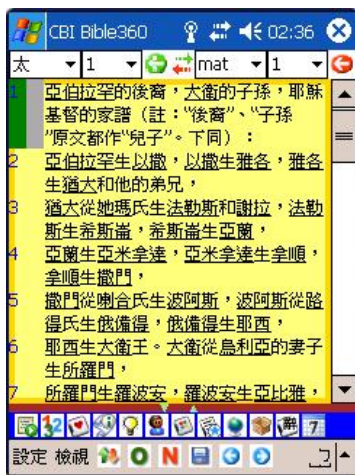 CBI Bible360 02:36
太 1 mat 1
1 亞伯拉罕的後裔，大衛的子孫，耶穌
基督的家譜（註：“後裔”、“子孫
”原文都作“兒子”。下同）：
2 亞伯拉罕生以撒，以撒生雅各，雅各
生猶大和他的弟兄，
3 猶大從她瑪氏生法勒斯和謝拉，法勒
斯生希斯崙，希斯崙生亞蘭，
4 亞蘭生亞米拿達，亞米拿達生拿順，
拿順生撒門，
5 撒門從喇合氏生波阿斯，波阿斯從路
得氏生俄備得，俄備得生耶西，
6 耶西生大衛王。大衛從烏利亞的妻子
生所羅門，
7 所羅門生羅波安，羅波安生亞比雅，
設定 檢視 O N